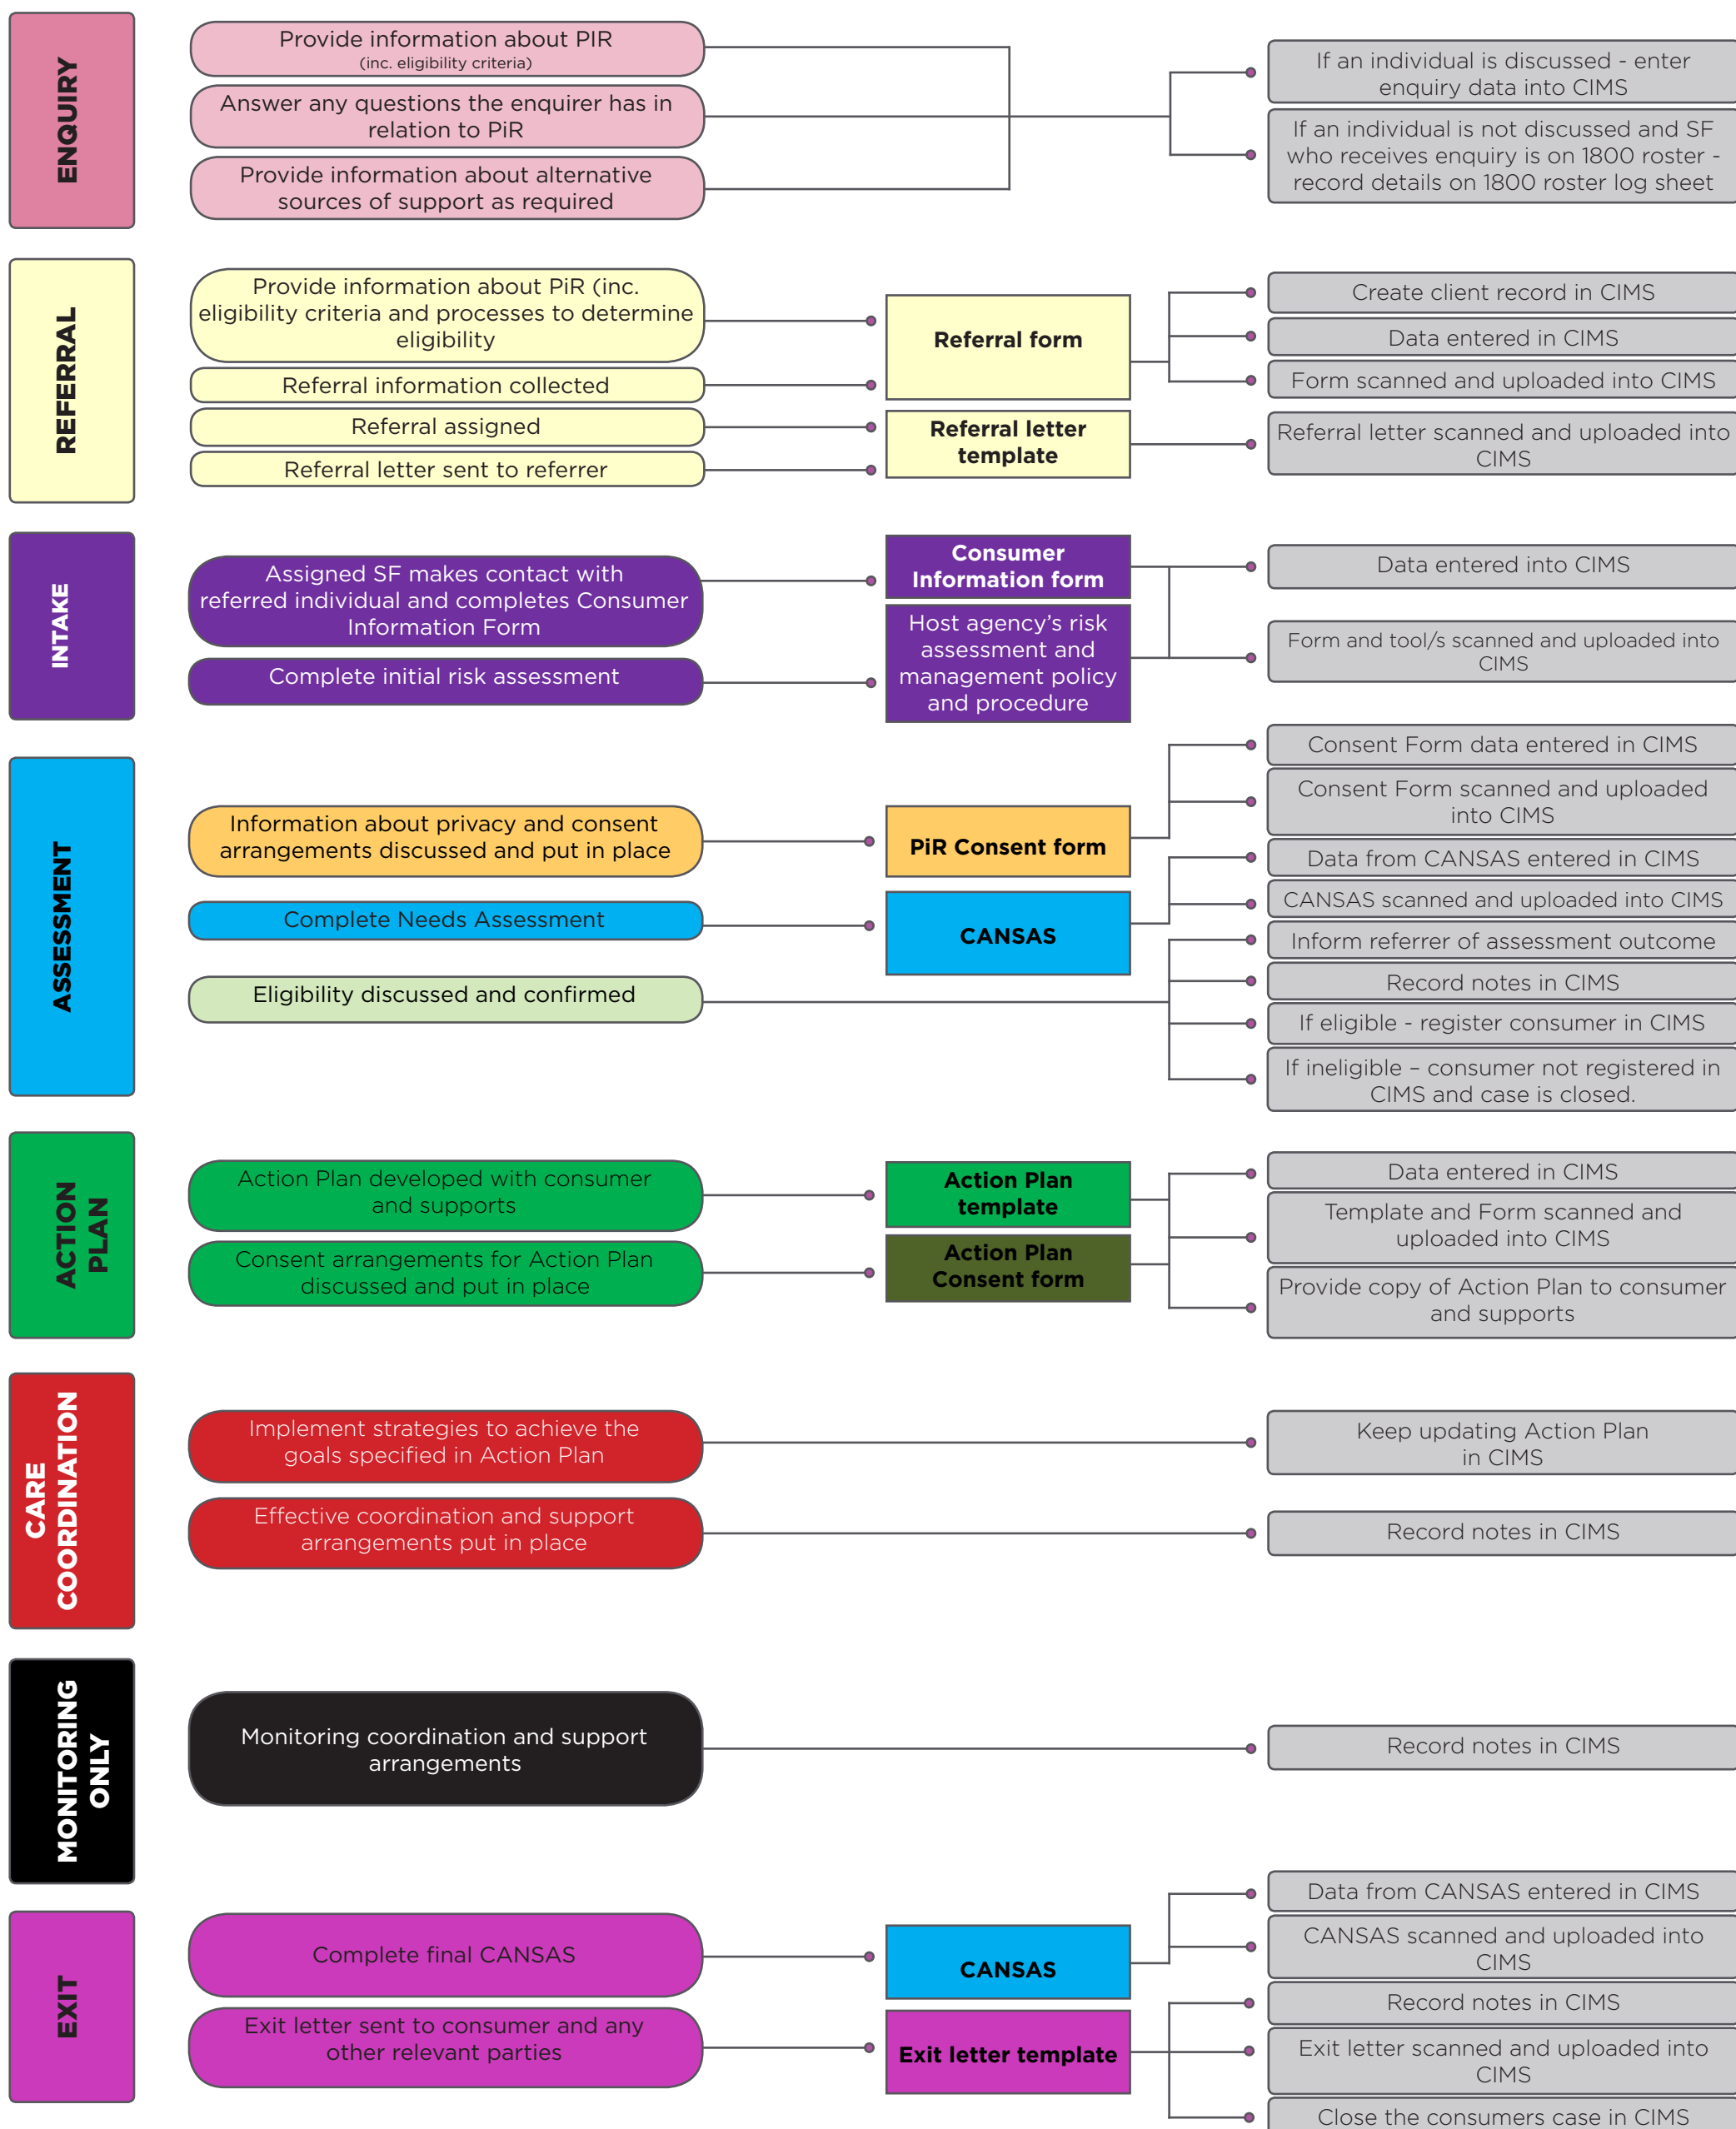 ENQUIRY
Provide information about PIR
(inc. eligibility criteria)
Answer any questions the enquirer has in
relation to PiR
Provide information about alternative
sources of support as required
If an individual is discussed - enter
enquiry data into CIMS
If an individual is not discussed and SF
who receives enquiry is on 1800 roster -
record details on 1800 roster log sheet
REFERRAL
Provide information about PiR (inc.
eligibility criteria and processes to determine
eligibility
Referral information collected
Referral assigned
Referral letter sent to referrer
Referral form
Referral letter
template
Create client record in CIMS
Data entered in CIMS
Form scanned and uploaded into CIMS
Referral letter scanned and uploaded into
CIMS
INTAKE
Assigned SF makes contact with
referred individual and completes Consumer
Information Form
Complete initial risk assessment
Consumer
Information form
Host agency's risk
assessment and
management policy
and procedure
Data entered into CIMS
Form and tool/s scanned and uploaded into
CIMS
ASSESSMENT
Information about privacy and consent
arrangements discussed and put in place
Complete Needs Assessment
Eligibility discussed and confirmed
PiR Consent form
CANSAS
Consent Form data entered in CIMS
Consent Form scanned and uploaded
into CIMS
Data from CANSAS entered in CIMS
CANSAS scanned and uploaded into CIMS
Inform referrer of assessment outcome
Record notes in CIMS
If eligible - register consumer in CIMS
If ineligible – consumer not registered in
CIMS and case is closed.
ACTION
PLAN
Action Plan developed with consumer
and supports
Consent arrangements for Action Plan
discussed and put in place
Action Plan
template
Action Plan
Consent form
Data entered in CIMS
Template and Form scanned and
uploaded into CIMS
Provide copy of Action Plan to consumer
and supports
CARE
COORDINATION
Implement strategies to achieve the
goals specified in Action Plan
Effective coordination and support
arrangements put in place
Keep updating Action Plan
in CIMS
Record notes in CIMS
MONITORING
ONLY
Monitoring coordination and support
arrangements
Record notes in CIMS
EXIT
Complete final CANSAS
Exit letter sent to consumer and any
other relevant parties
CANSAS
Exit letter template
Data from CANSAS entered in CIMS
CANSAS scanned and uploaded into
CIMS
Record notes in CIMS
Exit letter scanned and uploaded into
CIMS
Close the consumers case in CIMS